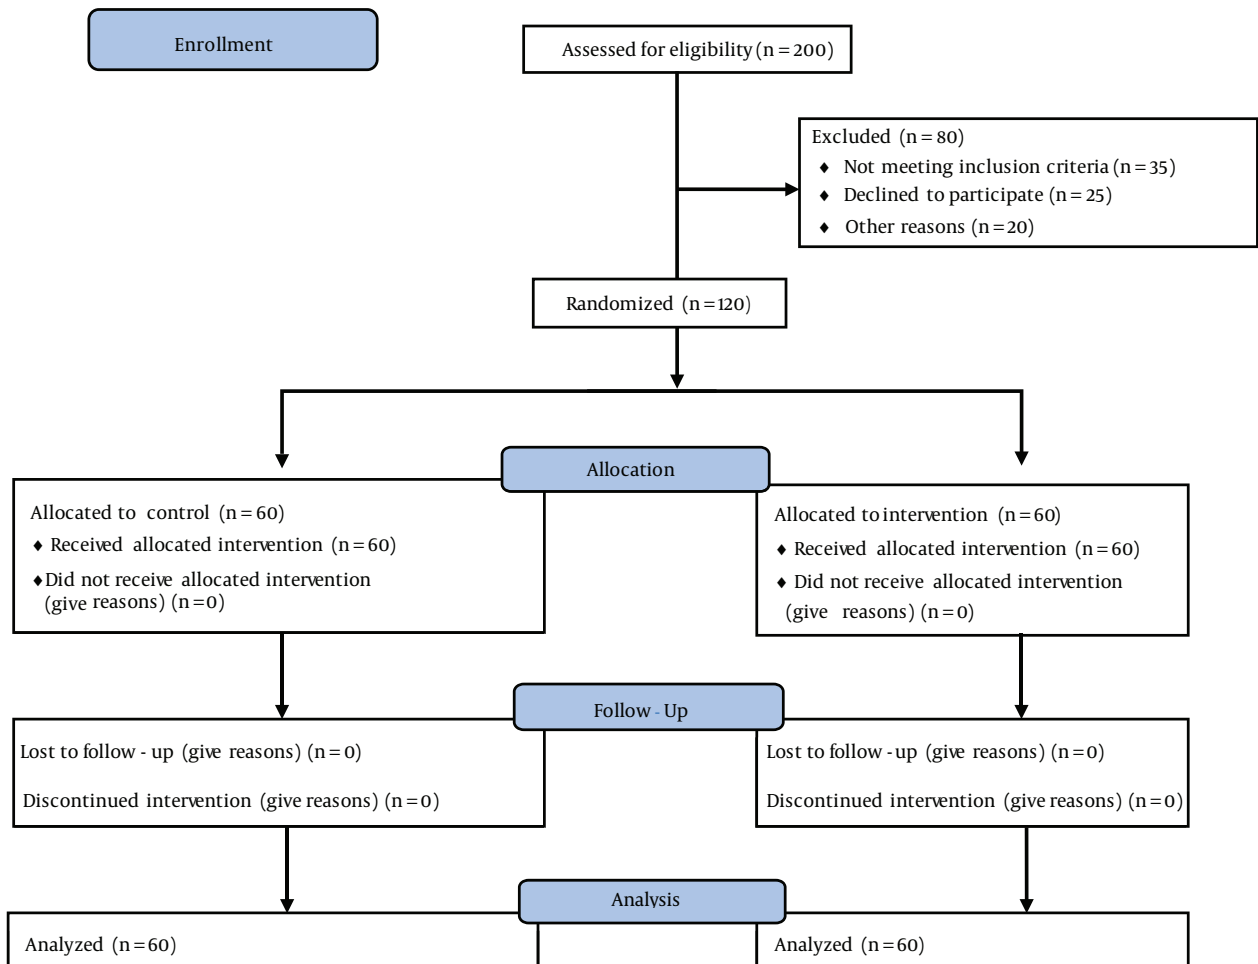 Enrollment
Assessed for eligibility (n = 200)
Excluded (n = 80)
♦ Not meeting inclusion criteria (n = 35)
♦ Declined to participate (n = 25)
♦ Other reasons (n = 20)
Randomized (n = 120)
Allocation
Allocated to control (n = 60)
♦ Received allocated intervention (n = 60)
♦ Did not receive allocated intervention
(give reasons) (n = 0)
Allocated to intervention (n = 60)
♦ Received allocated intervention (n = 60)
♦ Did not receive allocated intervention
(give reasons) (n = 0)
Follow - Up
Lost to follow - up (give reasons) (n = 0)
Discontinued intervention (give reasons) (n = 0)
Lost to follow - up (give reasons) (n = 0)
Discontinued intervention (give reasons) (n = 0)
Analysis
Analyzed (n = 60)
Analyzed (n = 60)